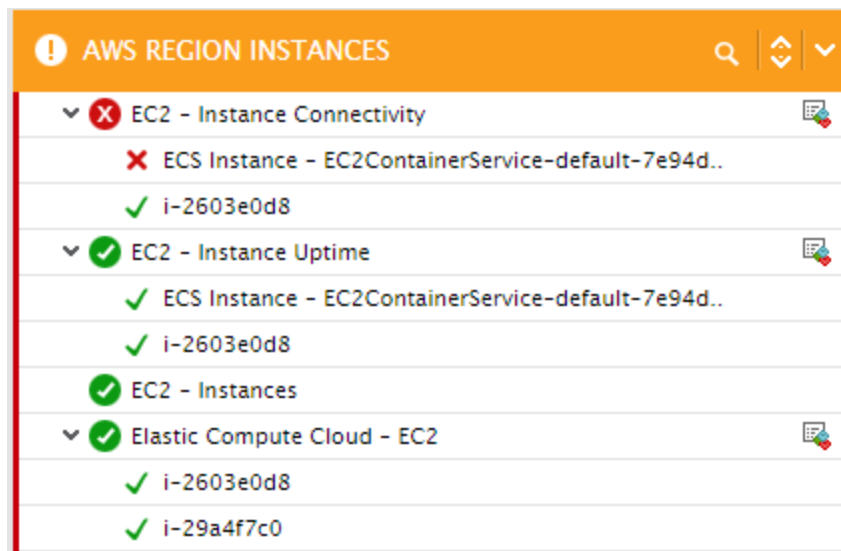 AWS REGION INSTANCES
EC2 - Instance Connectivity
ECS Instance - EC2ContainerService-default-7e94d..
i-2603e0d8
EC2 - Instance Uptime
ECS Instance - EC2ContainerService-default-7e94d..
i-2603e0d8
EC2 - Instances
Elastic Compute Cloud - EC2
i-2603e0d8
i-29a4f7c0